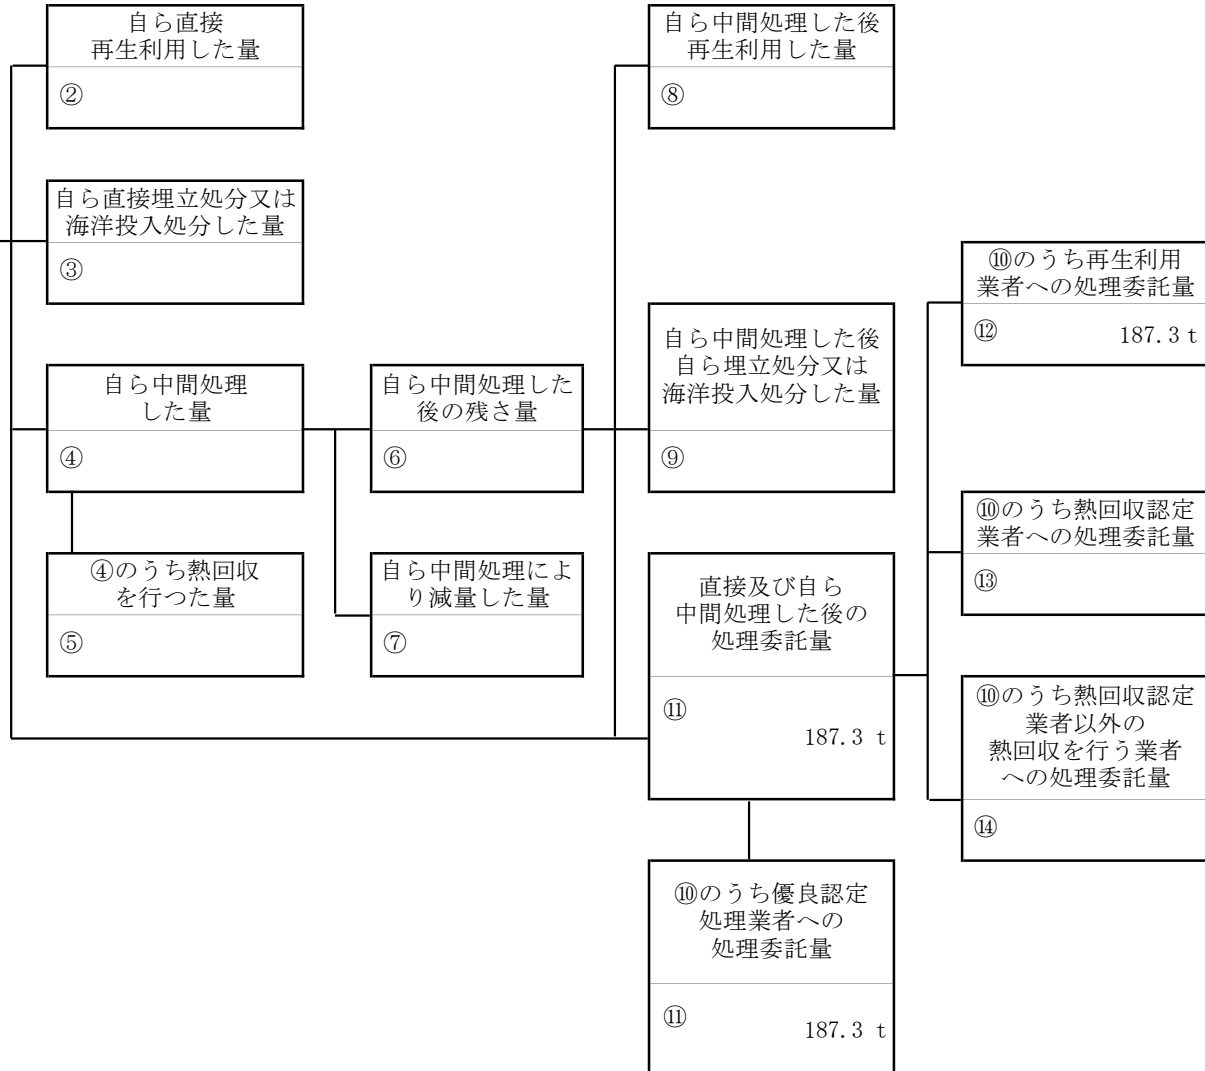 自ら直接
再生利用した量
②
自ら直接埋立処分又は
海洋投入処分した量
③
自ら中間処理
した量
④
④のうち熱回収
を行つた量
⑤
自ら中間処理した
後の残さ量
⑥
自ら中間処理によ
り減量した量
⑦
自ら中間処理した後
再生利用した量
⑧
自ら中間処理した後
自ら埋立処分又は
海洋投入処分した量
⑨
直接及び自ら
中間処理した後の
処理委託量
⑪
187.3 t
⑩のうち優良認定
処理業者への
処理委託量
⑪
187.3 t
⑩のうち再生利用
業者への処理委託量
⑫ 187.3 t
⑩のうち熱回収認定
業者への処理委託量
⑬
⑩のうち熱回収認定
業者以外の
熱回収を行う業者
への処理委託量
⑭